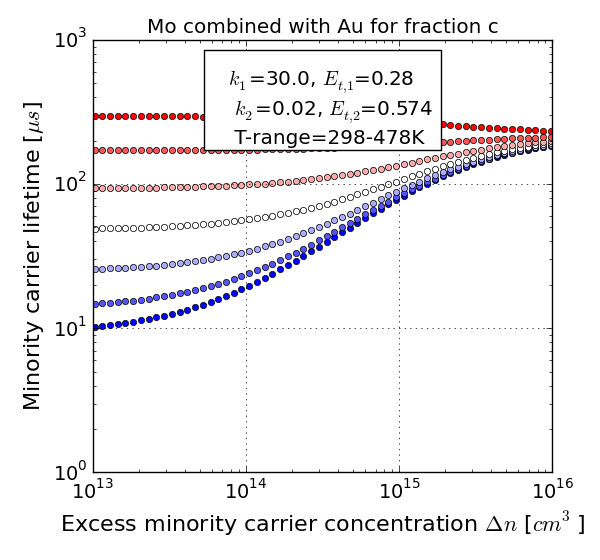 Mo combined with Au for fraction c
10³
k₁=30.0, Eₜ,₁=0.28
k₂=0.02, Eₜ,₂=0.574
T-range=298-478K
10²
10¹
10⁰
Minority carrier lifetime [μs]
10¹³ 10¹⁴ 10¹⁵ 10¹⁶
Excess minority carrier concentration Δn [cm³ ]